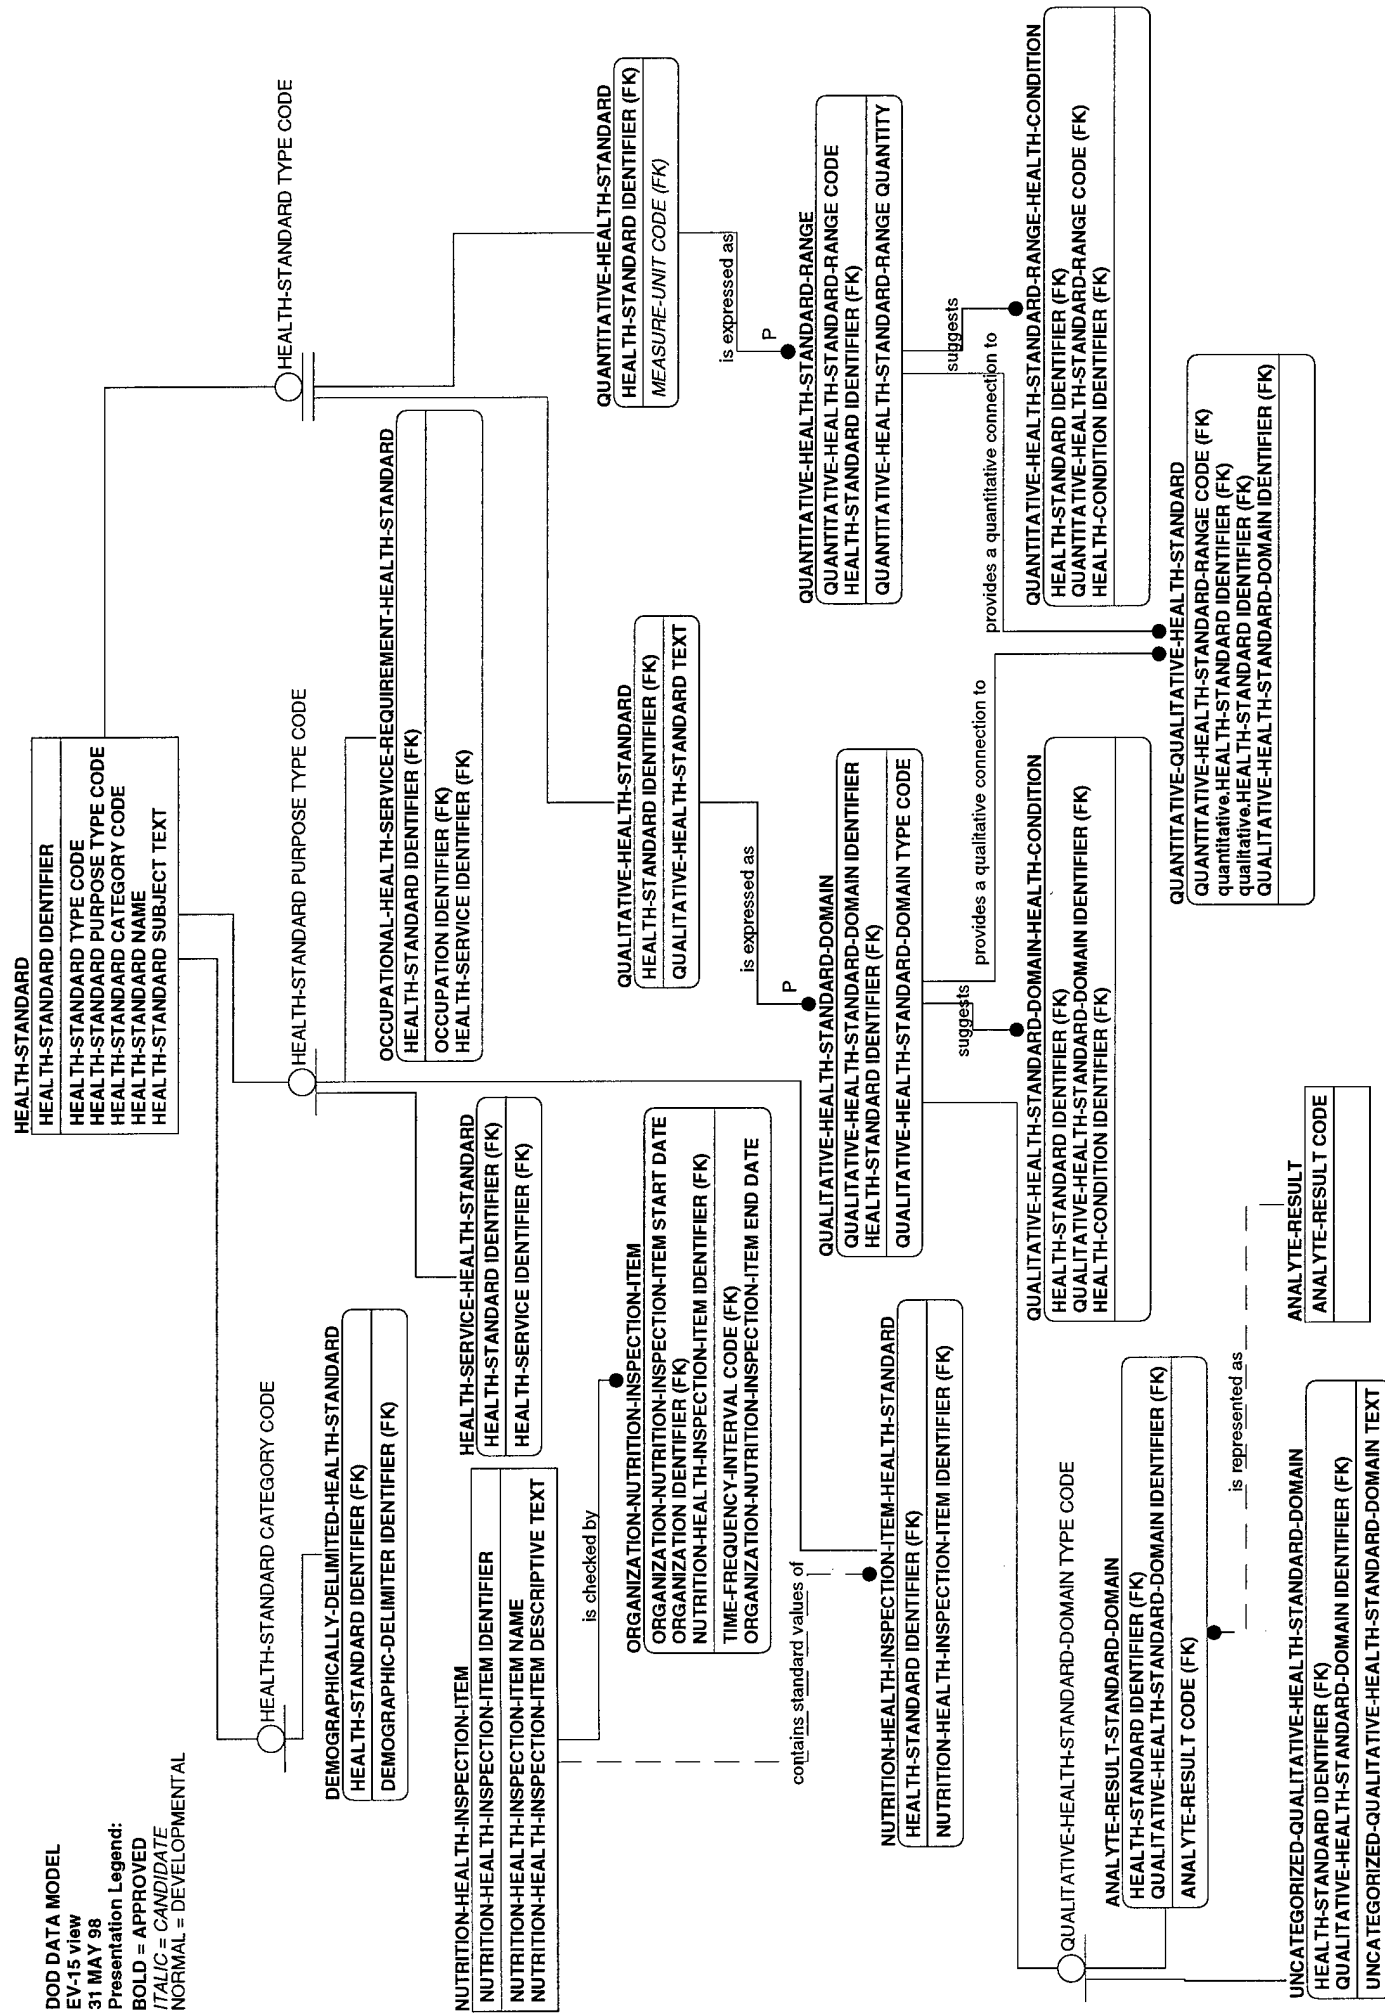 DOD DATA MODEL
EV-15 view
31 MAY 98
Presentation Legend:
BOLD = APPROVED
ITALIC = CANDIDATE
NORMAL = DEVELOPMENTAL
HEALTH-STANDARD
HEALTH-STANDARD IDENTIFIER
HEALTH-STANDARD TYPE CODE
HEALTH-STANDARD PURPOSE TYPE CODE
HEALTH-STANDARD CATEGORY CODE
HEALTH-STANDARD NAME
HEALTH-STANDARD SUBJECT TEXT
HEALTH-STANDARD CATEGORY CODE
HEALTH-STANDARD PURPOSE TYPE CODE
HEALTH-STANDARD TYPE CODE
DEMOGRAPHICALLY-DELIMITED-HEALTH-STANDARD
HEALTH-STANDARD IDENTIFIER (FK)
DEMOGRAPHIC-DELIMITER IDENTIFIER (FK)
OCCUPATIONAL-HEALTH-SERVICE-REQUIREMENT-HEALTH-STANDARD
HEALTH-STANDARD IDENTIFIER (FK)
OCCUPATION IDENTIFIER (FK)
HEALTH-SERVICE IDENTIFIER (FK)
NUTRITION-HEALTH-INSPECTION-ITEM
NUTRITION-HEALTH-INSPECTION-ITEM IDENTIFIER
NUTRITION-HEALTH-INSPECTION-ITEM NAME
NUTRITION-HEALTH-INSPECTION-ITEM DESCRIPTIVE TEXT
HEALTH-SERVICE-HEALTH-STANDARD
HEALTH-STANDARD IDENTIFIER (FK)
HEALTH-SERVICE IDENTIFIER (FK)
QUANTITATIVE-HEALTH-STANDARD
HEALTH-STANDARD IDENTIFIER (FK)
MEASURE-UNIT CODE (FK)
is checked by
ORGANIZATION-NUTRITION-INSPECTION-ITEM
ORGANIZATION-NUTRITION-INSPECTION-ITEM START DATE
ORGANIZATION IDENTIFIER (FK)
NUTRITION-HEALTH-INSPECTION-ITEM IDENTIFIER (FK)
TIME-FREQUENCY-INTERVAL CODE (FK)
ORGANIZATION-NUTRITION-INSPECTION-ITEM END DATE
QUALITATIVE-HEALTH-STANDARD
HEALTH-STANDARD IDENTIFIER (FK)
QUALITATIVE-HEALTH-STANDARD TEXT
is expressed as
P
is expressed as
P
contains standard values of
QUALITATIVE-HEALTH-STANDARD-DOMAIN
QUALITATIVE-HEALTH-STANDARD-DOMAIN IDENTIFIER
HEALTH-STANDARD IDENTIFIER (FK)
QUALITATIVE-HEALTH-STANDARD-DOMAIN TYPE CODE
QUANTITATIVE-HEALTH-STANDARD-RANGE
QUANTITATIVE-HEALTH-STANDARD-RANGE CODE
HEALTH-STANDARD IDENTIFIER (FK)
QUANTITATIVE-HEALTH-STANDARD-RANGE QUANTITY
NUTRITION-HEALTH-INSPECTION-ITEM-HEALTH-STANDARD
HEALTH-STANDARD IDENTIFIER (FK)
NUTRITION-HEALTH-INSPECTION-ITEM IDENTIFIER (FK)
suggests
provides a qualitative connection to
suggests
provides a quantitative connection to
QUALITATIVE-HEALTH-STANDARD-DOMAIN-HEALTH-CONDITION
HEALTH-STANDARD IDENTIFIER (FK)
QUALITATIVE-HEALTH-STANDARD-DOMAIN IDENTIFIER (FK)
HEALTH-CONDITION IDENTIFIER (FK)
QUANTITATIVE-HEALTH-STANDARD-RANGE-HEALTH-CONDITION
HEALTH-STANDARD IDENTIFIER (FK)
QUANTITATIVE-HEALTH-STANDARD-RANGE CODE (FK)
HEALTH-CONDITION IDENTIFIER (FK)
QUALITATIVE-HEALTH-STANDARD-DOMAIN TYPE CODE
ANALYTE-RESULT-STANDARD-DOMAIN
HEALTH-STANDARD IDENTIFIER (FK)
QUALITATIVE-HEALTH-STANDARD-DOMAIN IDENTIFIER (FK)
ANALYTE-RESULT CODE (FK)
is represented as
QUANTITATIVE-QUALITATIVE-HEALTH-STANDARD
QUANTITATIVE-HEALTH-STANDARD-RANGE CODE (FK)
quantitative.HEALTH-STANDARD IDENTIFIER (FK)
qualitative.HEALTH-STANDARD IDENTIFIER (FK)
QUALITATIVE-HEALTH-STANDARD-DOMAIN IDENTIFIER (FK)
UNCATEGORIZED-QUALITATIVE-HEALTH-STANDARD-DOMAIN
HEALTH-STANDARD IDENTIFIER (FK)
QUALITATIVE-HEALTH-STANDARD-DOMAIN IDENTIFIER (FK)
UNCATEGORIZED-QUALITATIVE-HEALTH-STANDARD-DOMAIN TEXT
ANALYTE-RESULT
ANALYTE-RESULT CODE